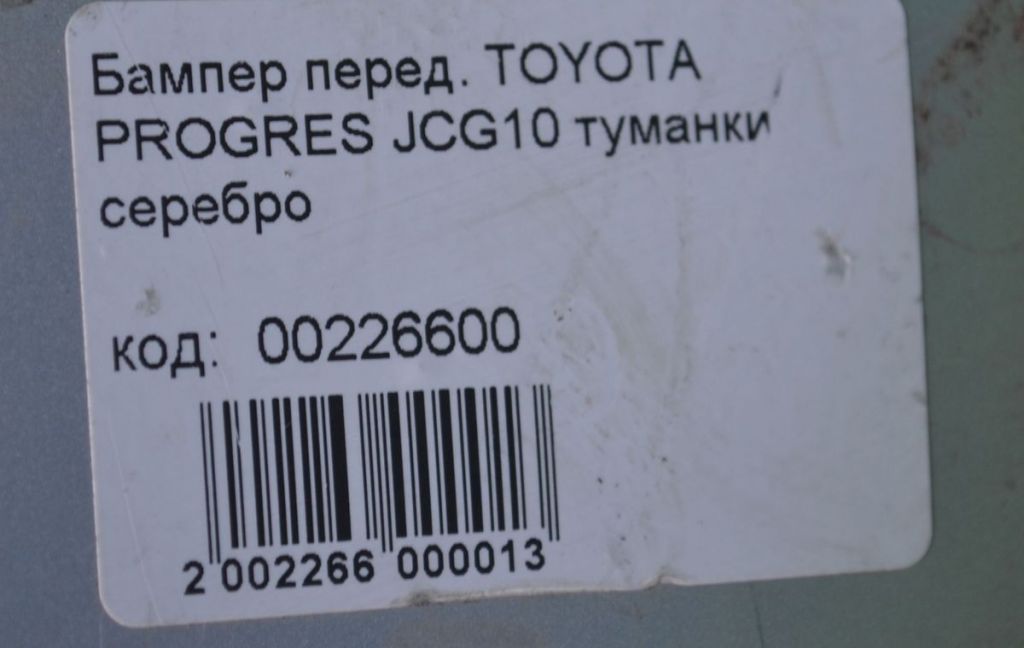 Бампер перед. TOYOTA
PROGRES JCG10 туманки
серебро
код: 00226600
2 002266 000013